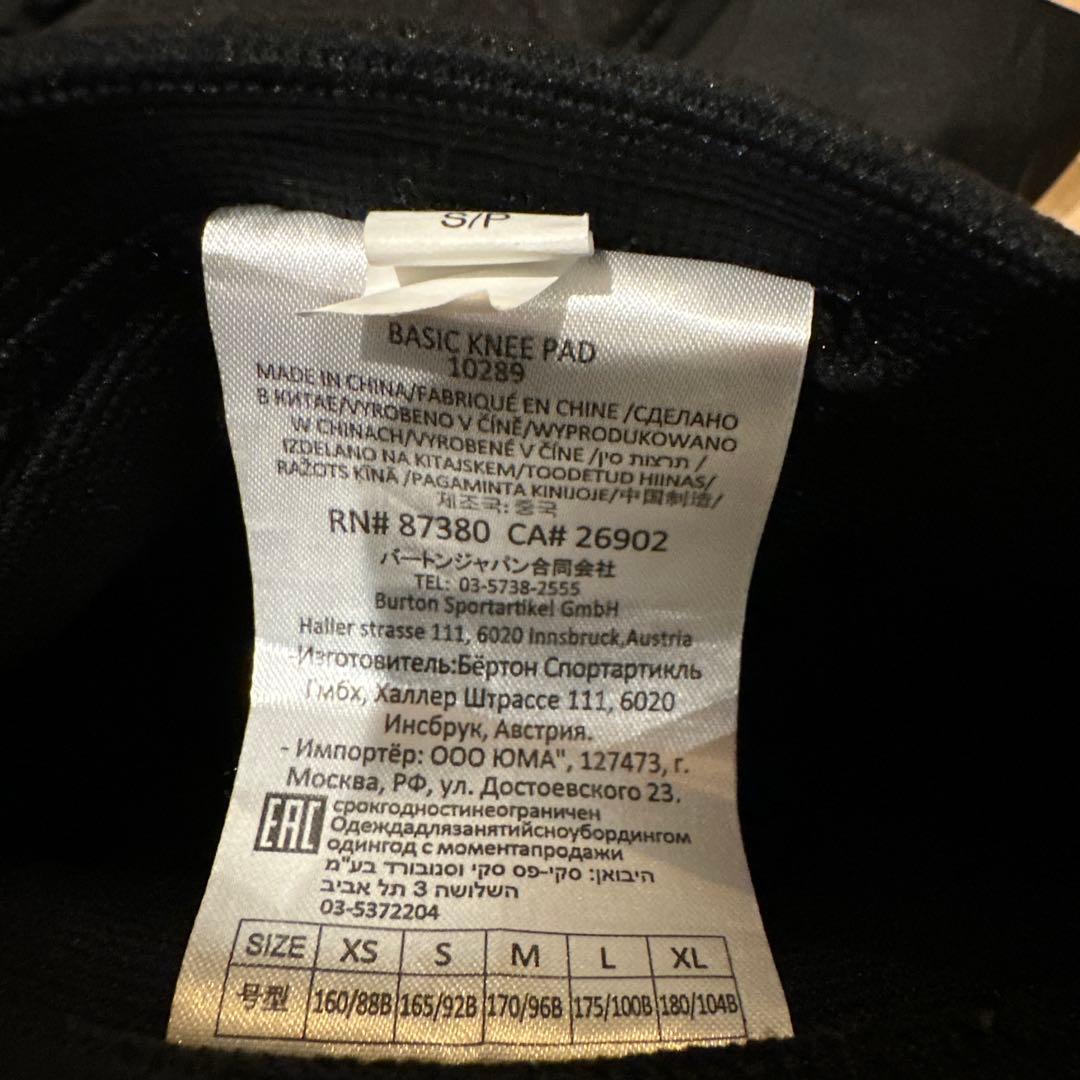 S/P
BASIC KNEE PAD
10289
MADE IN CHINA/FABRIQUÉ EN CHINE /СДЕЛАНО
В КИТАЕ/VYROBENO V ČÍNĚ/WYPRODUKOWANO
W CHINACH/VYROBENÉ V ČÍNE /תרצות סין /
IZDELANO NA KITAJSKEM/TOODETUD HIINAS/
RAŽOTS KĪNĀ /PAGAMINTA KINIJOJE/中国制造/
제조국: 중국
RN# 87380 CA# 26902
バートンジャパン合同会社
TEL: 03-5738-2555
Burton Sportartikel GmbH
Haller strasse 111, 6020 Innsbruck,Austria
-Изготовитель:Бёртон Спортартикль
Гмбх, Халлер Штрассе 111, 6020
Инсбрук, Австрия.
- Импортёр: ООО ЮМА", 127473, г.
Москва, РФ, ул. Достоевского 23.
EAC
срокгодностинеограничен
Одеждадлязанятийсноубордингом
одингод с моментапродажи
היבואן: סקי-פס סקי וסנובורד בע"מ
השלושה 3 תל אביב
03-5372204
SIZE XS S M L XL
号型 160/88B 165/92B 170/96B 175/100B 180/104B